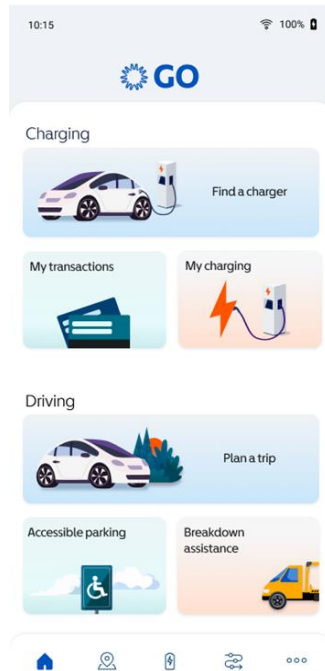 10:15
100%
GO
Charging
Find a charger
My transactions
My charging
Driving
Plan a trip
Accessible parking
Breakdown
assistance